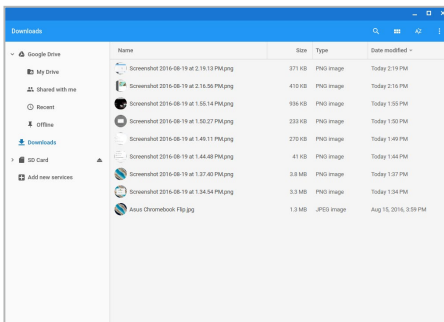 Downloads
Google Drive
My Drive
Shared with me
Recent
Offline
Downloads
SD Card
Add new services
Name Size Type Date modified
Screenshot 2016-08-19 at 2.19.13 PM.png 371 KB PNG image Today 2:19 PM
Screenshot 2016-08-19 at 2.16.56 PM.png 410 KB PNG image Today 2:16 PM
Screenshot 2016-08-19 at 1.55.14 PM.png 936 KB PNG image Today 1:55 PM
Screenshot 2016-08-19 at 1.50.27 PM.png 233 KB PNG image Today 1:50 PM
Screenshot 2016-08-19 at 1.49.11 PM.png 270 KB PNG image Today 1:49 PM
Screenshot 2016-08-19 at 1.44.48 PM.png 41 KB PNG image Today 1:44 PM
Screenshot 2016-08-19 at 1.37.40 PM.png 3.8 MB PNG image Today 1:37 PM
Screenshot 2016-08-19 at 1.34.54 PM.png 3.3 MB PNG image Today 1:34 PM
Asus Chromebook Flip.jpg 1.3 MB JPEG image Aug 15, 2016, 3:59 PM